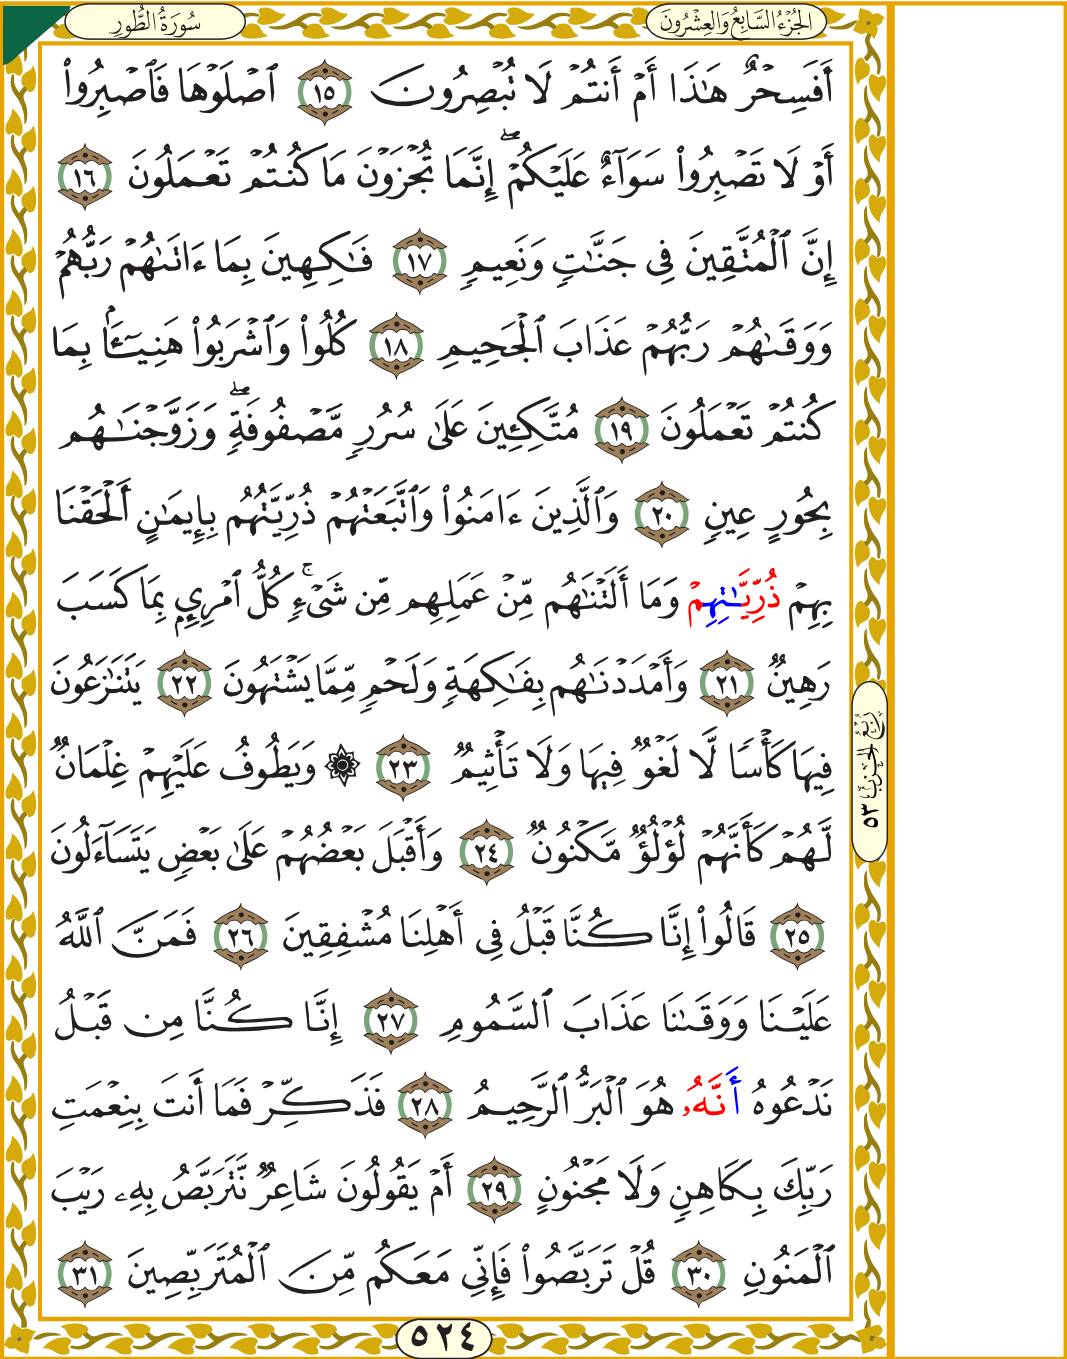 سُورَةُ الطُّورِ
الجُزْءُ السَّابِعُ وَالعِشْرُونَ
أَفَسِحْرٌ هَٰذَا أَمْ أَنتُمْ لَا تُبْصِرُونَ ١٥ ٱصْلَوْهَا فَٱصْبِرُوا۟
أَوْ لَا تَصْبِرُوا۟ سَوَآءٌ عَلَيْكُمْ ۖ إِنَّمَا تُجْزَوْنَ مَا كُنتُمْ تَعْمَلُونَ ١٦
إِنَّ ٱلْمُتَّقِينَ فِى جَنَّٰتٍ وَنَعِيمٍ ١٧ فَٰكِهِينَ بِمَا ءَاتَىٰهُمْ رَبُّهُمْ
وَوَقَىٰهُمْ رَبُّهُمْ عَذَابَ ٱلْجَحِيمِ ١٨ كُلُوا۟ وَٱشْرَبُوا۟ هَنِيٓـًٔۢا بِمَا
كُنتُمْ تَعْمَلُونَ ١٩ مُتَّكِـِٔينَ عَلَىٰ سُرُرٍ مَّصْفُوفَةٍ ۖ وَزَوَّجْنَٰهُم
بِحُورٍ عِينٍ ٢٠ وَٱلَّذِينَ ءَامَنُوا۟ وَٱتَّبَعَتْهُمْ ذُرِّيَّتُهُم بِإِيمَٰنٍ أَلْحَقْنَا
بِهِمْ ذُرِّيَّٰتِهِمْ وَمَا أَلَتْنَٰهُم مِّنْ عَمَلِهِم مِّن شَىْءٍ ۚ كُلُّ ٱمْرِئٍ بِمَا كَسَبَ
رَهِينٌ ٢١ وَأَمْدَدْنَٰهُم بِفَٰكِهَةٍ وَلَحْمٍ مِّمَّا يَشْتَهُونَ ٢٢ يَتَنَٰزَعُونَ
فِيهَا كَأْسًا لَّا لَغْوٌ فِيهَا وَلَا تَأْثِيمٌ ٢٣ ۞ وَيَطُوفُ عَلَيْهِمْ غِلْمَانٌ
لَّهُمْ كَأَنَّهُمْ لُؤْلُؤٌ مَّكْنُونٌ ٢٤ وَأَقْبَلَ بَعْضُهُمْ عَلَىٰ بَعْضٍ يَتَسَآءَلُونَ
٢٥ قَالُوا۟ إِنَّا كُنَّا قَبْلُ فِى أَهْلِنَا مُشْفِقِينَ ٢٦ فَمَنَّ ٱللَّهُ
عَلَيْنَا وَوَقَىٰنَا عَذَابَ ٱلسَّمُومِ ٢٧ إِنَّا كُنَّا مِن قَبْلُ
نَدْعُوهُ أَنَّهُۥ هُوَ ٱلْبَرُّ ٱلرَّحِيمُ ٢٨ فَذَكِّرْ فَمَا أَنتَ بِنِعْمَتِ
رَبِّكَ بِكَاهِنٍ وَلَا مَجْنُونٍ ٢٩ أَمْ يَقُولُونَ شَاعِرٌ نَّتَرَبَّصُ بِهِۦ رَيْبَ
ٱلْمَنُونِ ٣٠ قُلْ تَرَبَّصُوا۟ فَإِنِّى مَعَكُم مِّنَ ٱلْمُتَرَبِّصِينَ ٣١
رُبْعُ الحِزْبِ ٥٣
٥٢٤